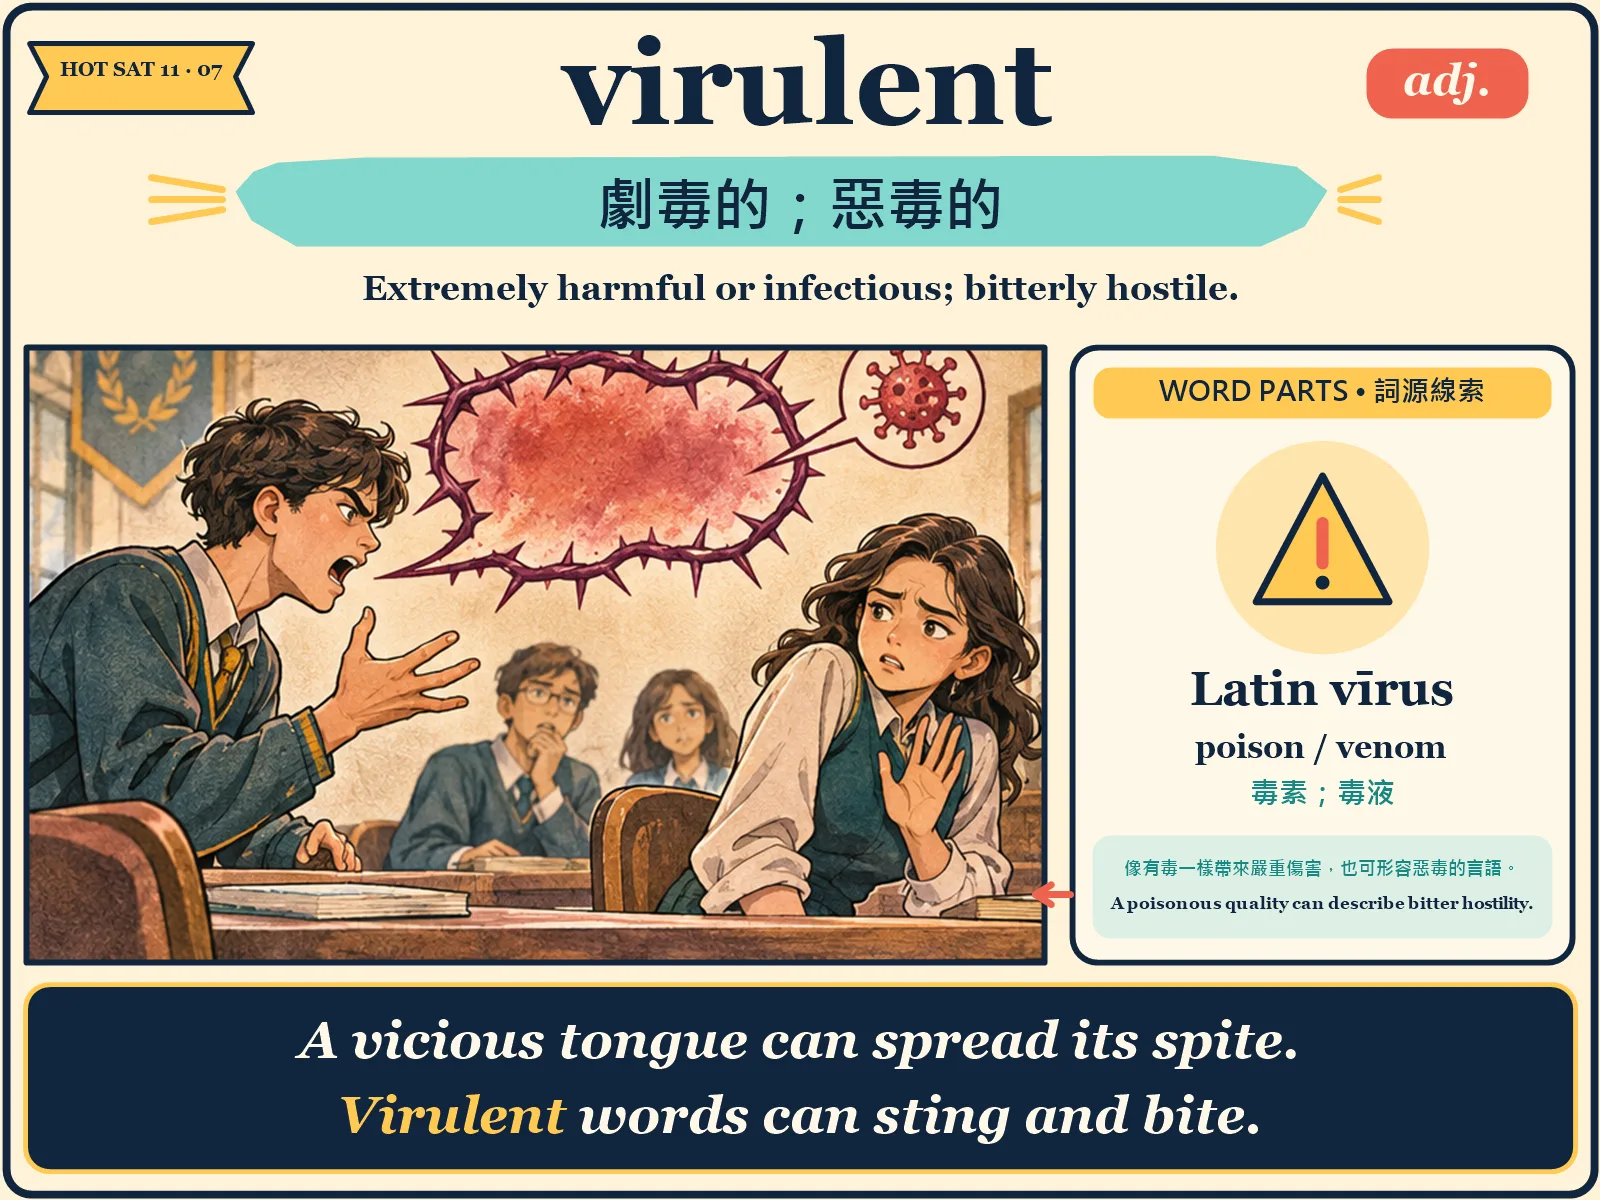 HOT SAT 11 · 07
virulent
adj.
劇毒的；惡毒的
Extremely harmful or infectious; bitterly hostile.
WORD PARTS • 詞源線索
Latin vīrus
poison / venom
毒素；毒液
像有毒一樣帶來嚴重傷害，也可形容惡毒的言語。
A poisonous quality can describe bitter hostility.
A vicious tongue can spread its spite.
Virulent words can sting and bite.